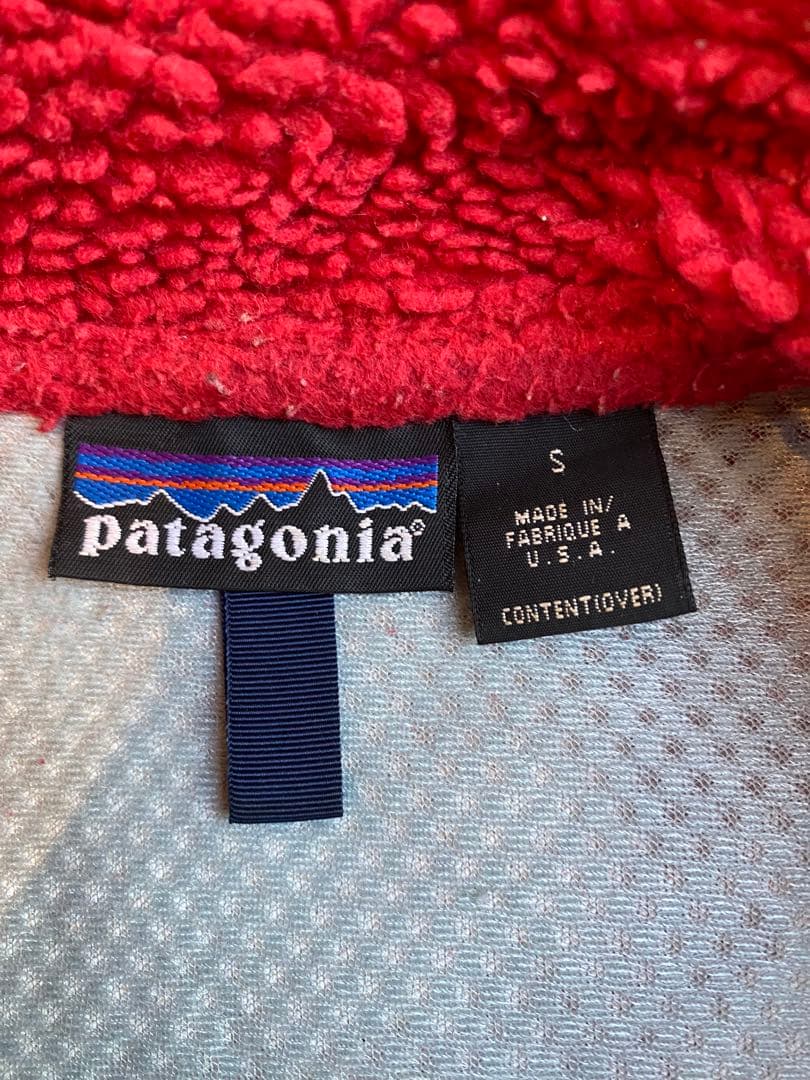 patagonia®
S
MADE IN/
FABRIQUE A
U.S.A.
CONTENT(OVER)